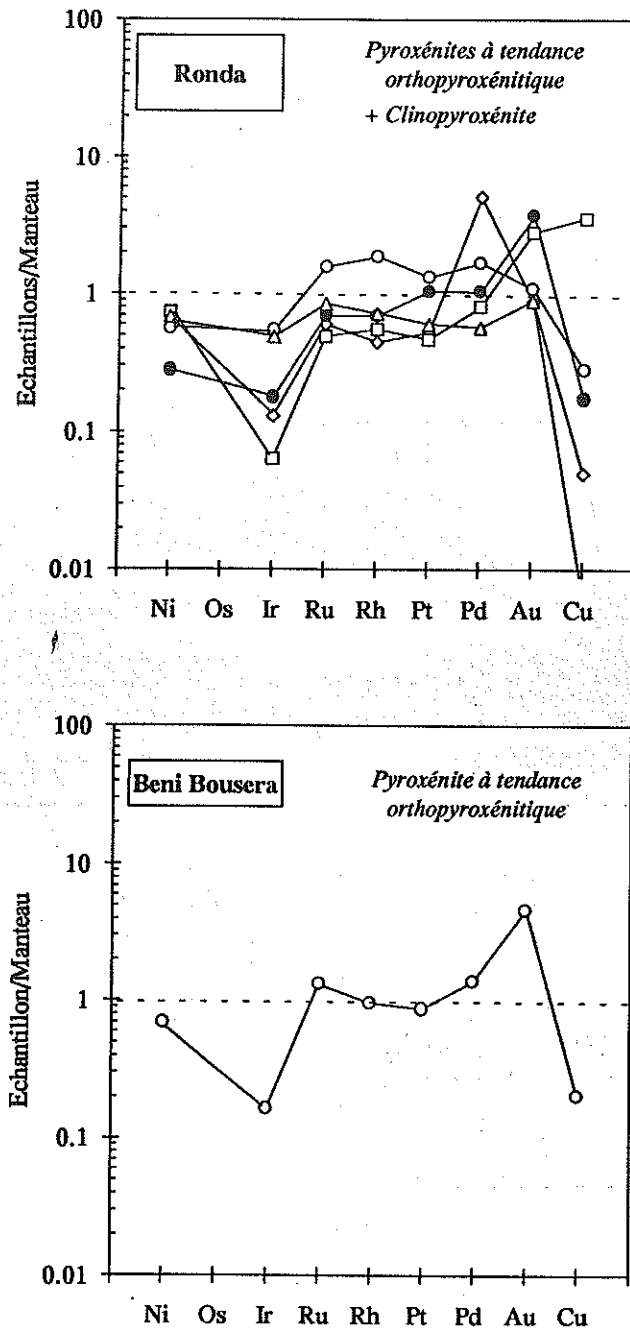 100
Ronda
Pyroxénites à tendance
orthopyroxénitique
+ Clinopyroxénite
10
1
0.1
0.01
Echantillons/Manteau
Ni Os Ir Ru Rh Pt Pd Au Cu
100
Beni Bousera
Pyroxénite à tendance
orthopyroxénitique
10
1
0.1
0.01
Echantillon/Manteau
Ni Os Ir Ru Rh Pt Pd Au Cu